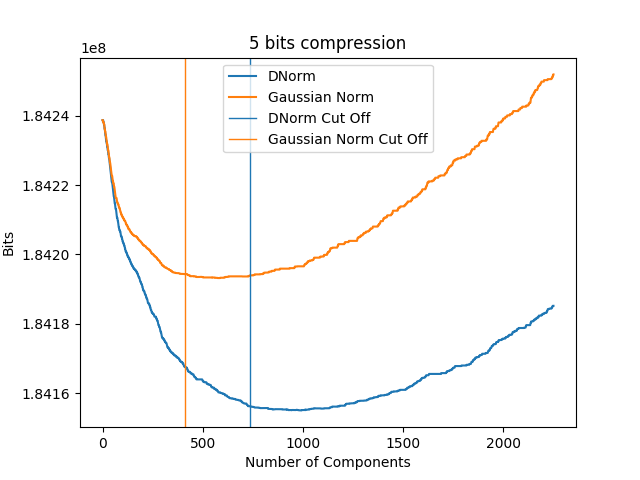 5 bits compression
1e8
DNorm
Gaussian Norm
DNorm Cut Off
Gaussian Norm Cut Off
1.8424
1.8422
1.8420
1.8418
1.8416
Bits
0 500 1000 1500 2000
Number of Components